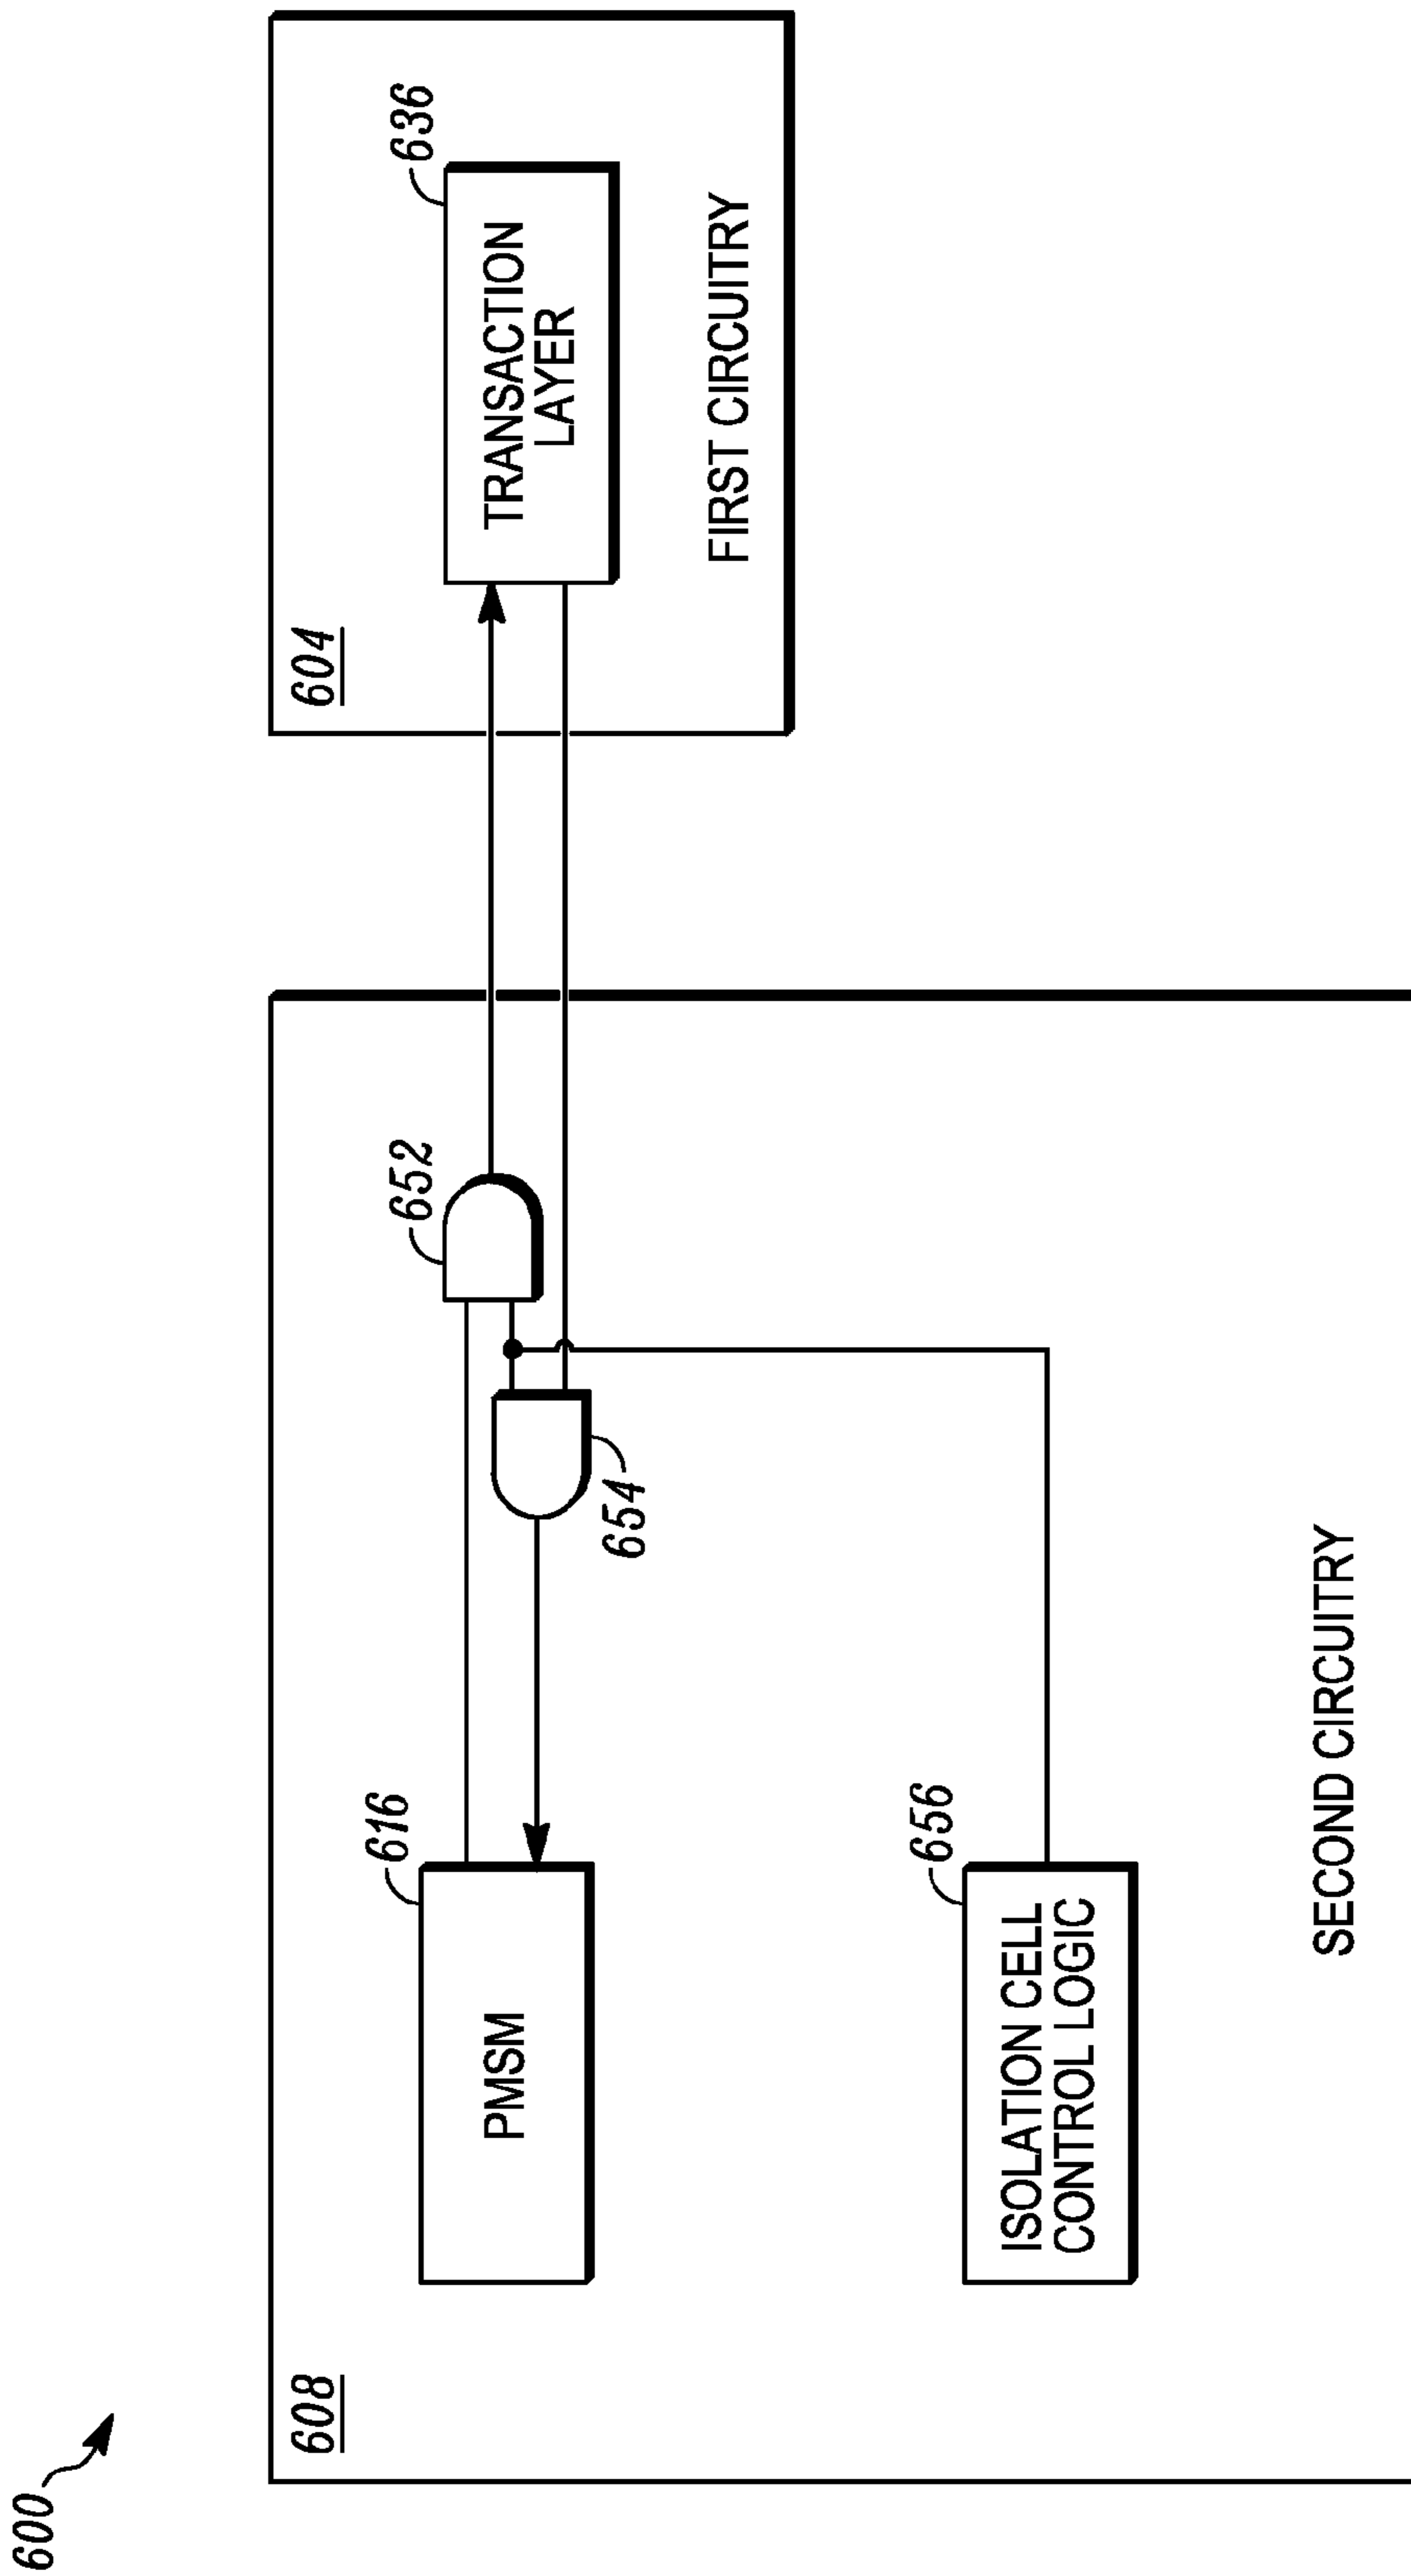 600
608
616
PMSM
652
654
656
ISOLATION CELL
CONTROL LOGIC
SECOND CIRCUITRY
604
636
TRANSACTION
LAYER
FIRST CIRCUITRY